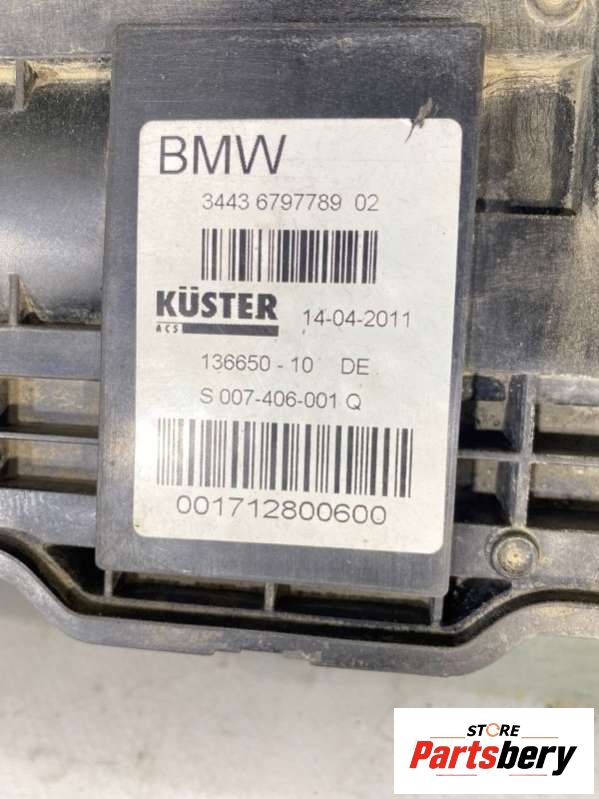 BMW
3443 6797789 02
KÜSTER 14-04-2011
ACS
136650 - 10 DE
S 007-406-001 Q
001712800600
STORE
Partsbery